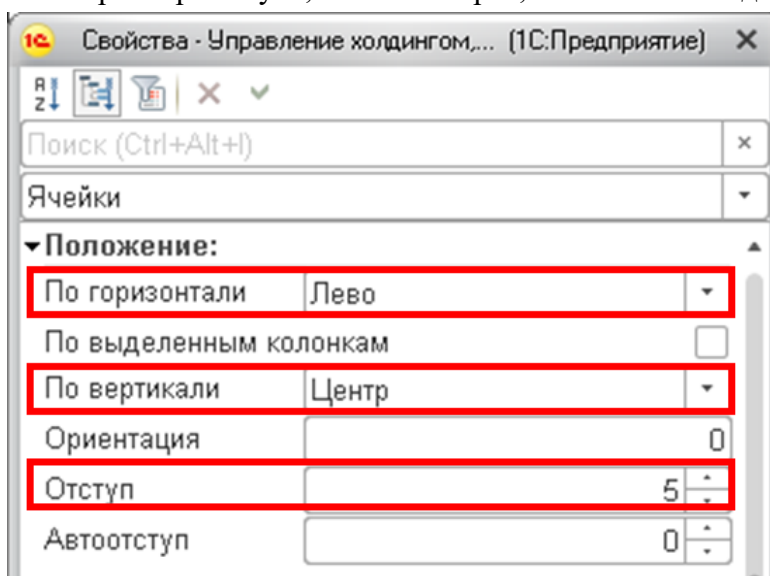 1С Свойства - Управление холдингом,... (1С:Предприятие)
Поиск (Ctrl+Alt+I)
Ячейки
Положение:
По горизонтали Лево
По выделенным колонкам
По вертикали Центр
Ориентация 0
Отступ 5
Автоотступ 0